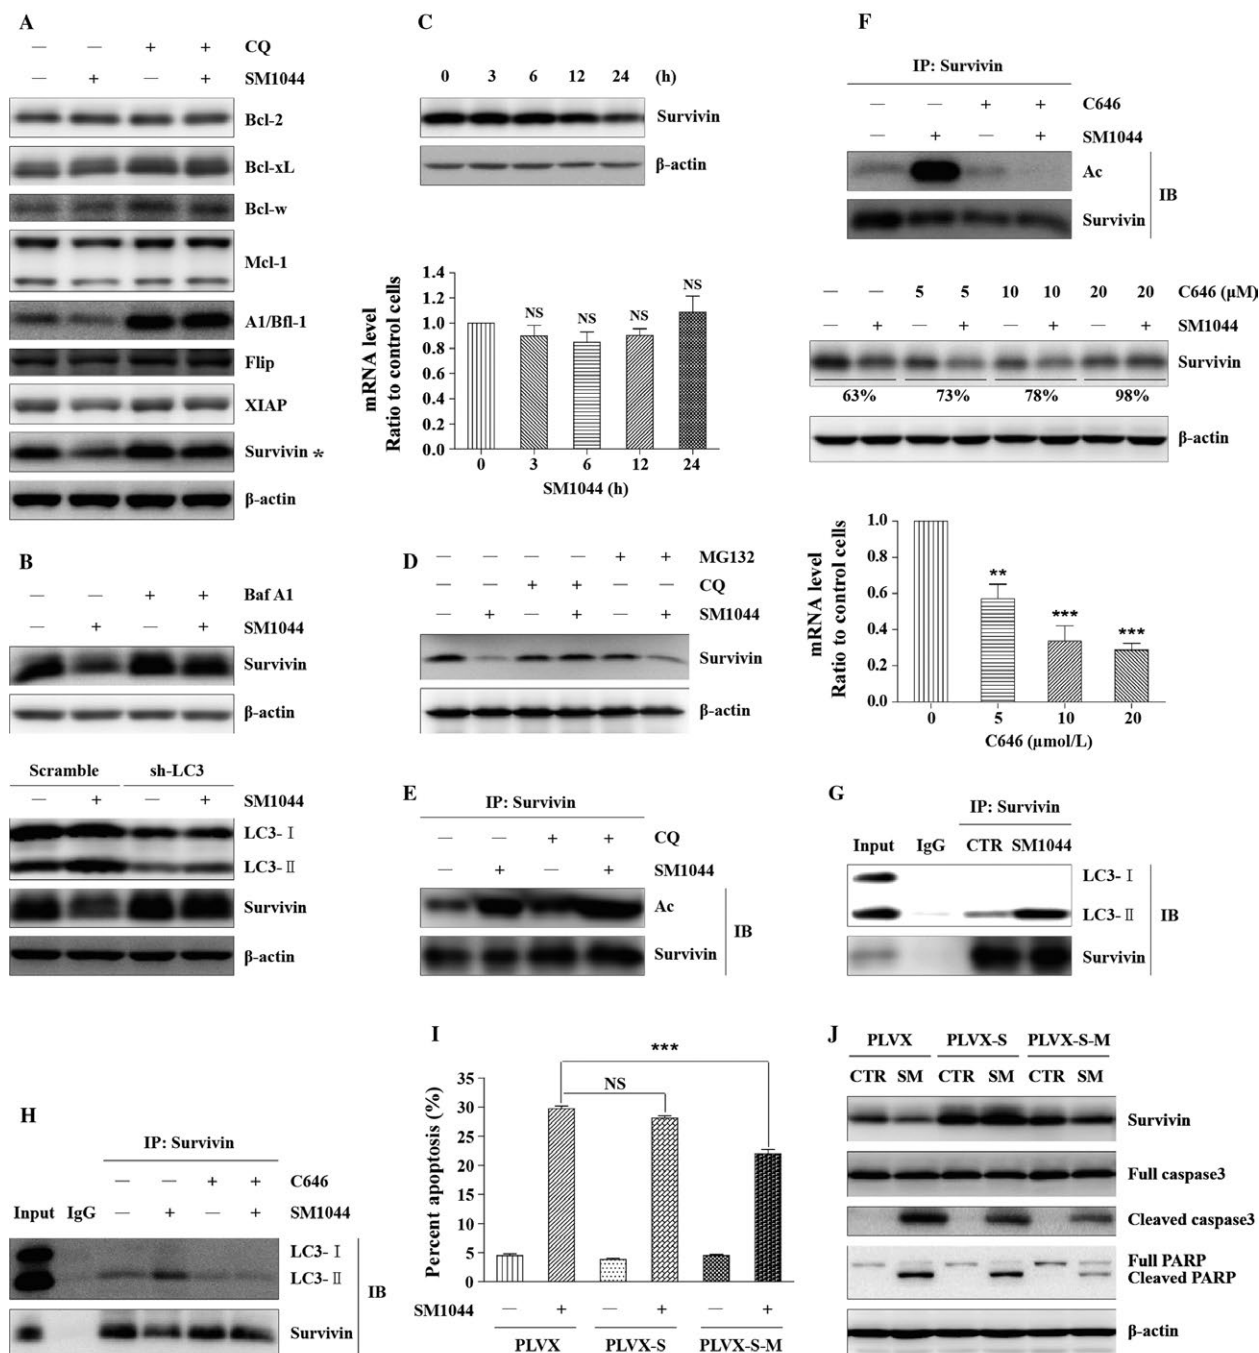 A
— — + + CQ
— + — + SM1044
Bcl-2
Bcl-xL
Bcl-w
Mcl-1
A1/Bfl-1
Flip
XIAP
Survivin *
β-actin
B
— — + + Baf A1
— + — + SM1044
Survivin
β-actin
Scramble sh-LC3
— + — + SM1044
LC3-Ⅰ
LC3-Ⅱ
Survivin
β-actin
C
0 3 6 12 24 (h)
Survivin
β-actin
mRNA level
Ratio to control cells
1.4
1.2
1.0
0.8
0.6
0.4
0.2
0.0
NS NS NS NS
0 3 6 12 24
SM1044 (h)
D
— — — — + + MG132
— — + + — — CQ
— + — + — + SM1044
Survivin
β-actin
E
IP: Survivin
— — + + CQ
— + — + SM1044
Ac
Survivin
IB
F
IP: Survivin
— — + + C646
— + — + SM1044
Ac
Survivin
IB
— — 5 5 10 10 20 20 C646 (μM)
— + — + — + — + SM1044
Survivin
63% 73% 78% 98%
β-actin
mRNA level
Ratio to control cells
1.0
0.8
0.6
0.4
0.2
0.0
** *** ***
0 5 10 20
C646 (μmol/L)
G
IP: Survivin
Input IgG CTR SM1044
LC3-Ⅰ
LC3-Ⅱ
Survivin
IB
H
IP: Survivin
— — + + C646
Input IgG — + — + SM1044
LC3-Ⅰ
LC3-Ⅱ
Survivin
IB
I
***
NS
Percent apoptosis (%)
35
30
25
20
15
10
5
0
SM1044 — + — + — +
PLVX PLVX-S PLVX-S-M
J
PLVX PLVX-S PLVX-S-M
CTR SM CTR SM CTR SM
Survivin
Full caspase3
Cleaved caspase3
Full PARP
Cleaved PARP
β-actin